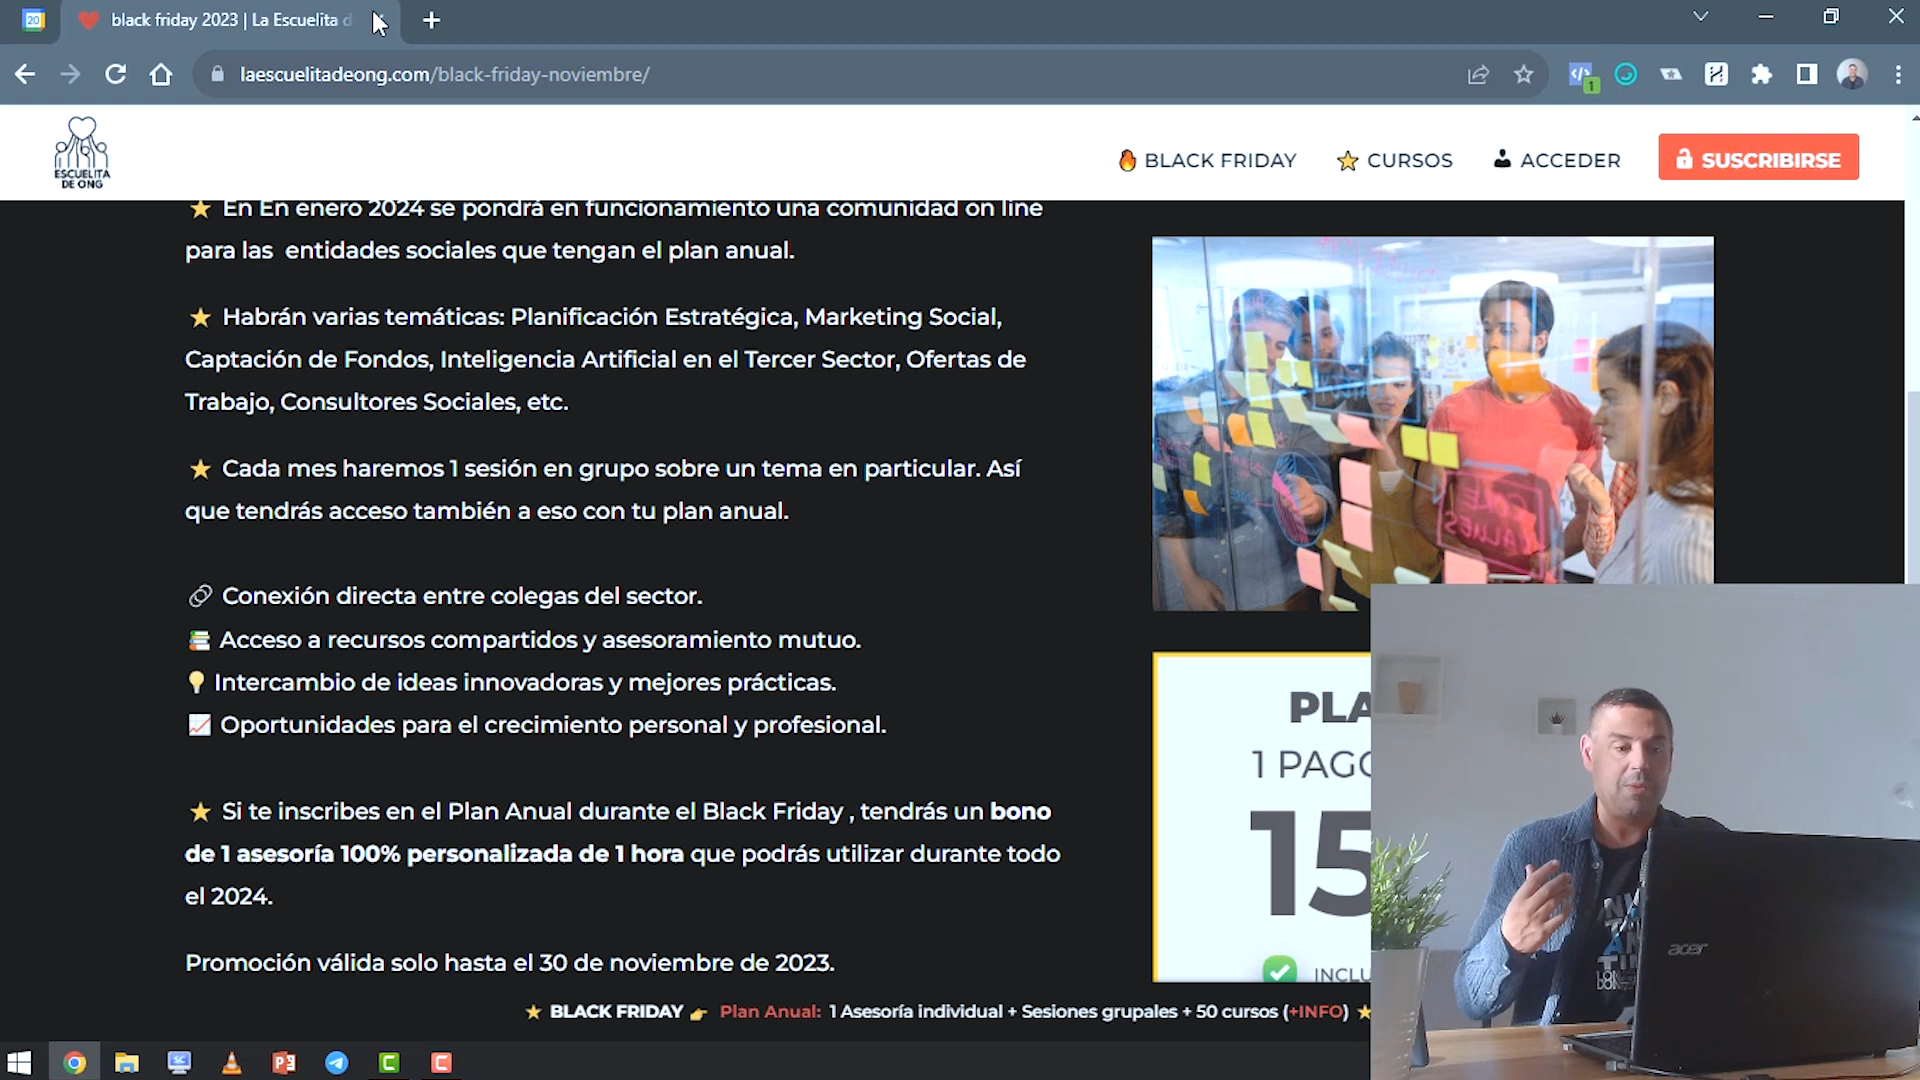 20
black friday 2023 | La Escuelita d
laescuelitadeong.com/black-friday-noviembre/
1
ESCUELITA
DE ONG
BLACK FRIDAY
CURSOS
ACCEDER
SUSCRIBIRSE
En En enero 2024 se pondrá en funcionamiento una comunidad on line
para las entidades sociales que tengan el plan anual.
Habrán varias temáticas: Planificación Estratégica, Marketing Social,
Captación de Fondos, Inteligencia Artificial en el Tercer Sector, Ofertas de
Trabajo, Consultores Sociales, etc.
Cada mes haremos 1 sesión en grupo sobre un tema en particular. Así
que tendrás acceso también a eso con tu plan anual.
Conexión directa entre colegas del sector.
Acceso a recursos compartidos y asesoramiento mutuo.
Intercambio de ideas innovadoras y mejores prácticas.
Oportunidades para el crecimiento personal y profesional.
Si te inscribes en el Plan Anual durante el Black Friday , tendrás un bono
de 1 asesoría 100% personalizada de 1 hora que podrás utilizar durante todo
el 2024.
Promoción válida solo hasta el 30 de noviembre de 2023.
PLA
1 PAGO
15
INCLU
BLACK FRIDAY Plan Anual: 1 Asesoría individual + Sesiones grupales + 50 cursos (+INFO)
acer